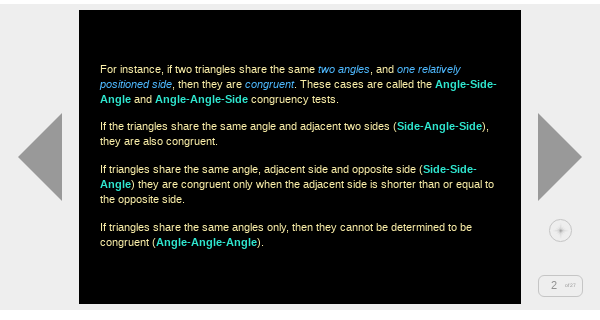 For instance, if two triangles share the same two angles, and one relatively
positioned side, then they are congruent. These cases are called the Angle-Side-
Angle and Angle-Angle-Side congruency tests.
If the triangles share the same angle and adjacent two sides (Side-Angle-Side),
they are also congruent.
If triangles share the same angle, adjacent side and opposite side (Side-Side-
Angle) they are congruent only when the adjacent side is shorter than or equal to
the opposite side.
If triangles share the same angles only, then they cannot be determined to be
congruent (Angle-Angle-Angle).
2